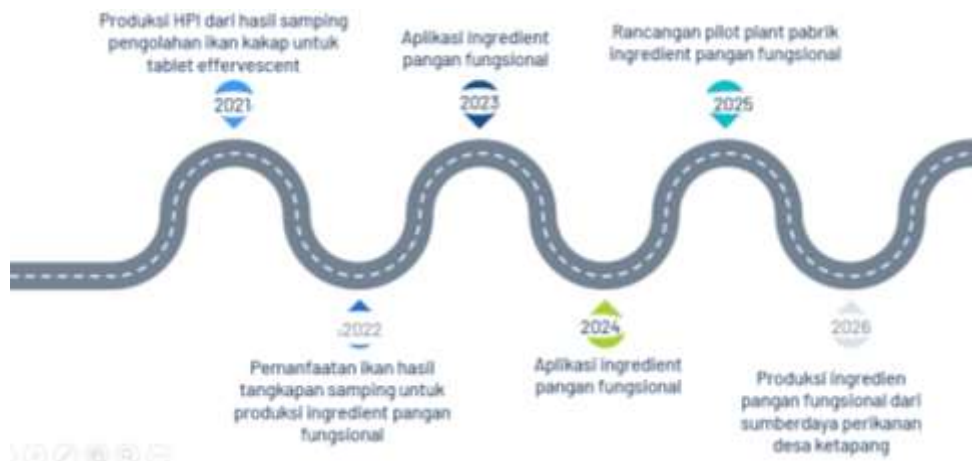 Produksi HPI dari hasil samping
pengolahan ikan kakap untuk
tablet effervescent
2021
Aplikasi ingredient
pangan fungsional
2023
Rancangan pilot plant pabrik
ingredient pangan fungsional
2025
2022
Pemanfaatan ikan hasil
tangkapan samping untuk
produksi ingredient pangan
fungsional
2024
Aplikasi ingredient
pangan fungsional
2026
Produksi ingredien
pangan fungsional dari
sumberdaya perikanan
desa ketapang